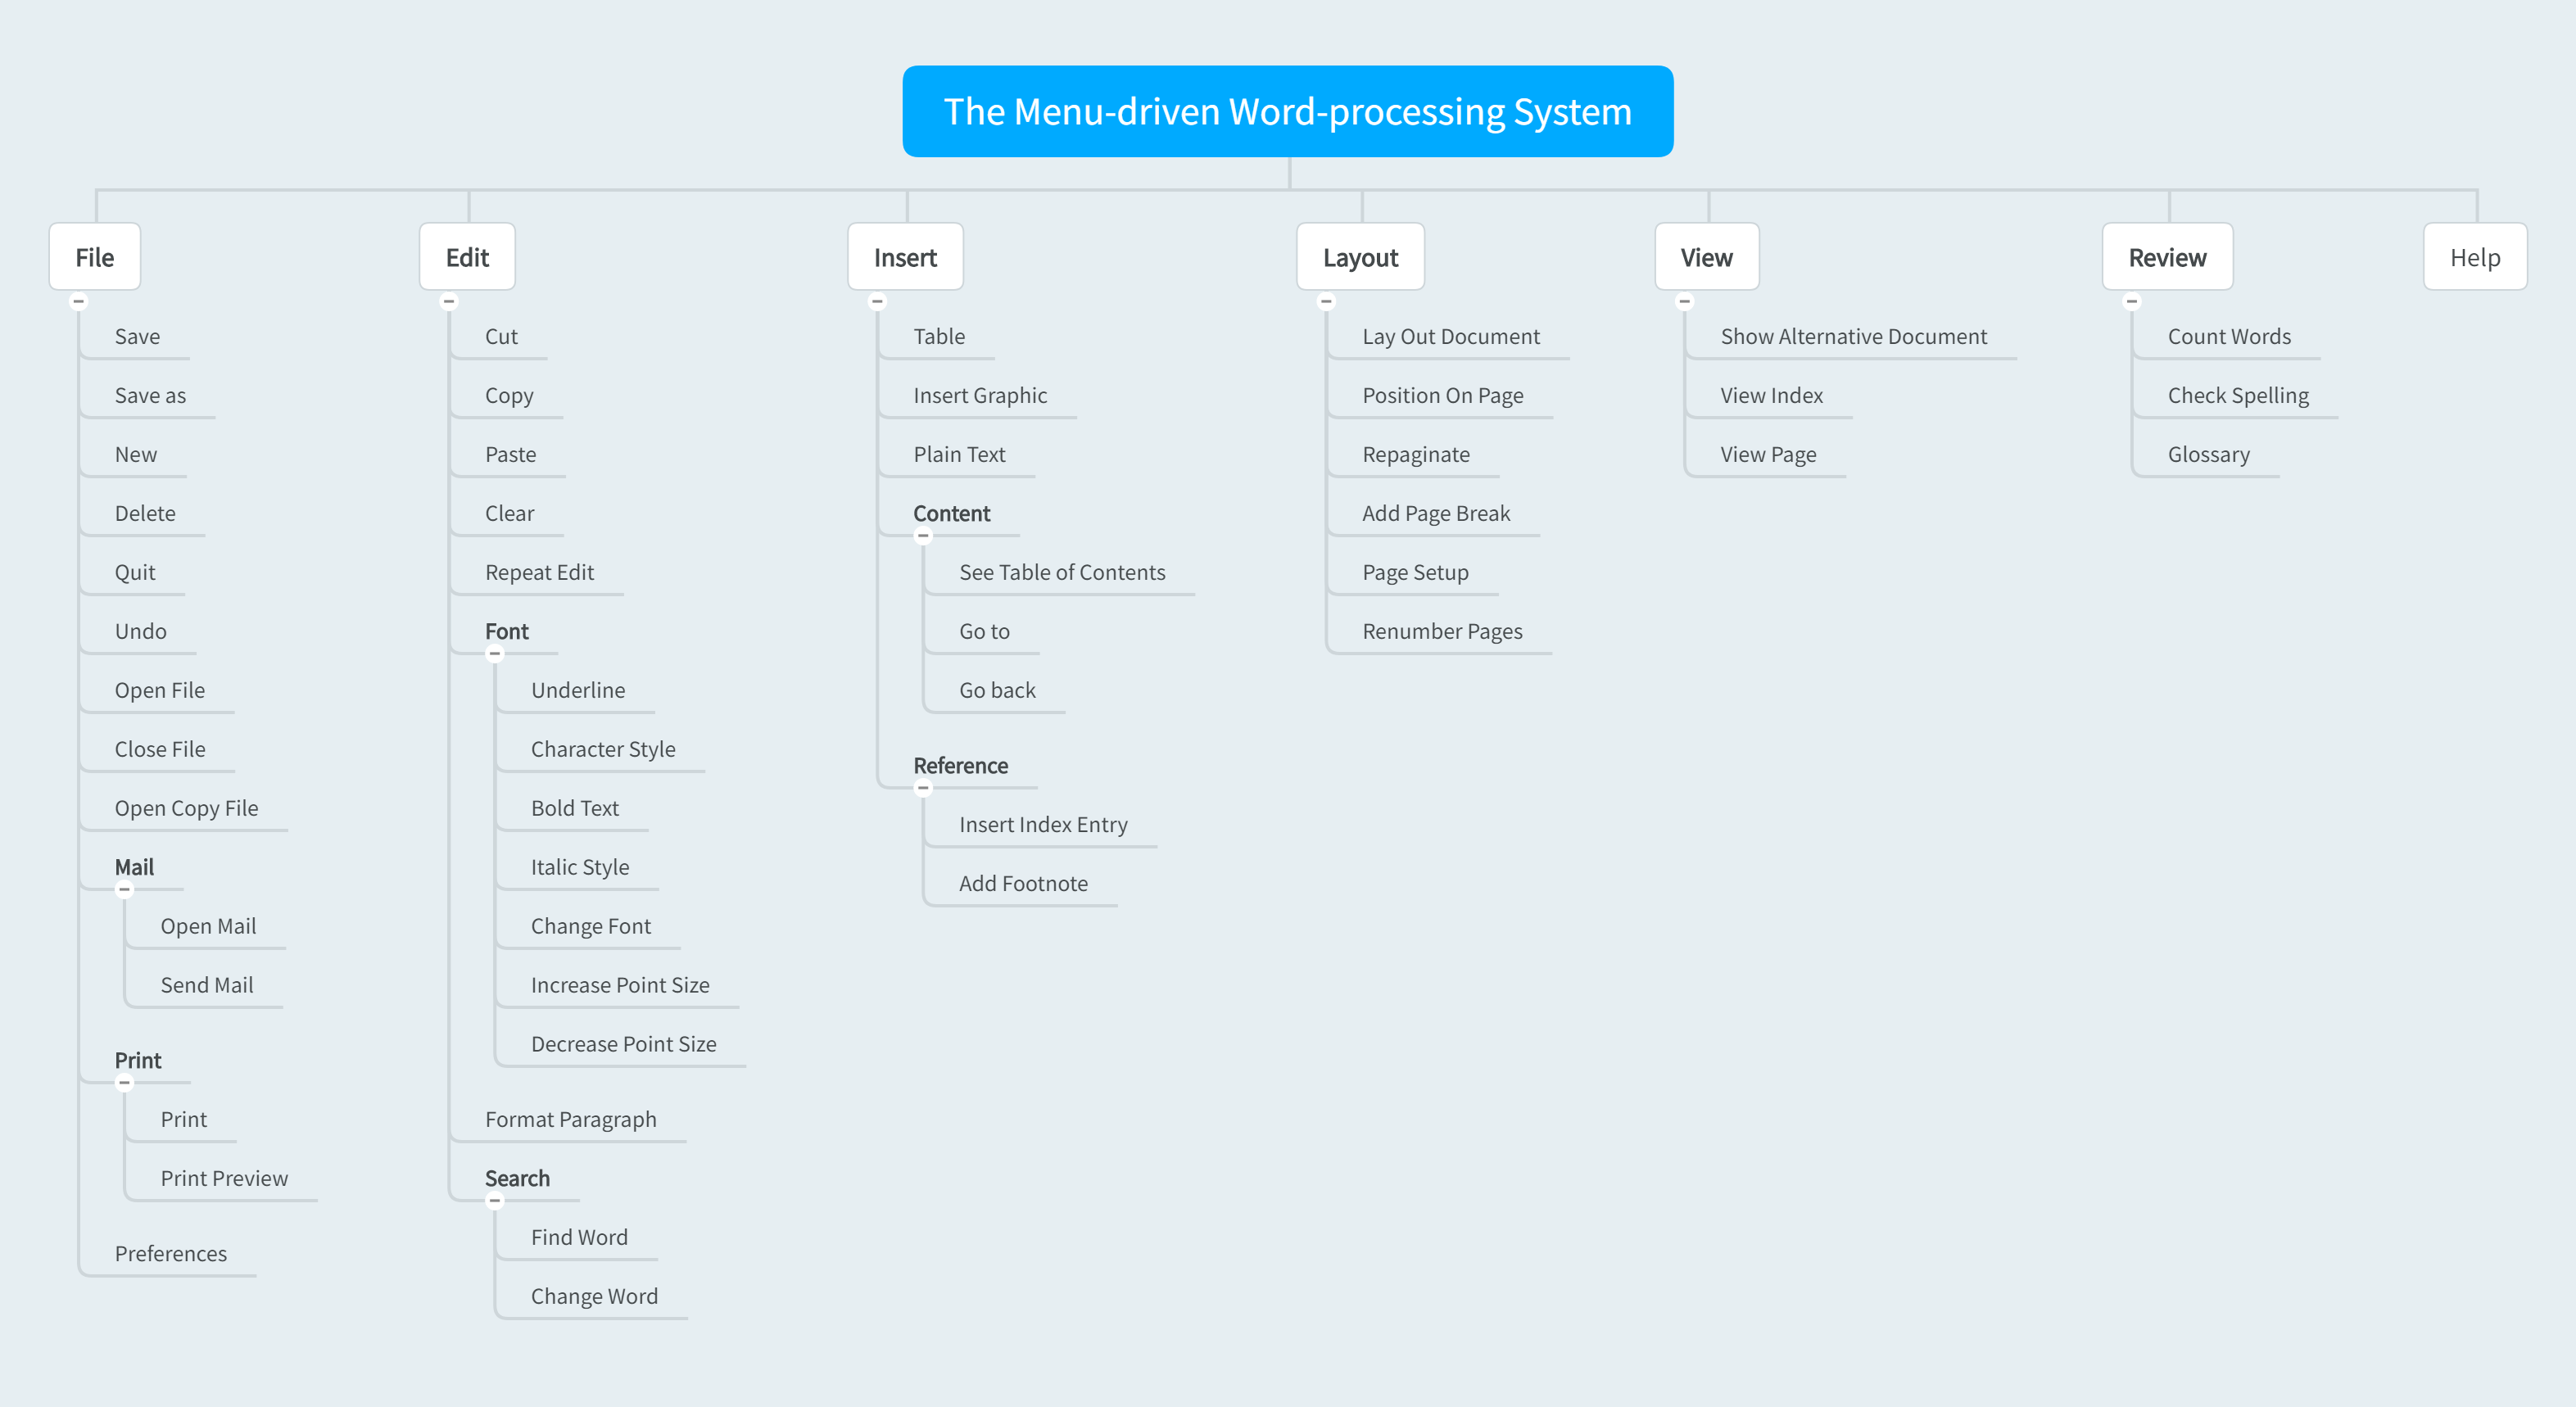 The Menu-driven Word-processing System
File
Save
Save as
New
Delete
Quit
Undo
Open File
Close File
Open Copy File
Mail
Open Mail
Send Mail
Print
Print
Print Preview
Preferences
Edit
Cut
Copy
Paste
Clear
Repeat Edit
Font
Underline
Character Style
Bold Text
Italic Style
Change Font
Increase Point Size
Decrease Point Size
Format Paragraph
Search
Find Word
Change Word
Insert
Table
Insert Graphic
Plain Text
Content
See Table of Contents
Go to
Go back
Reference
Insert Index Entry
Add Footnote
Layout
Lay Out Document
Position On Page
Repaginate
Add Page Break
Page Setup
Renumber Pages
View
Show Alternative Document
View Index
View Page
Review
Count Words
Check Spelling
Glossary
Help